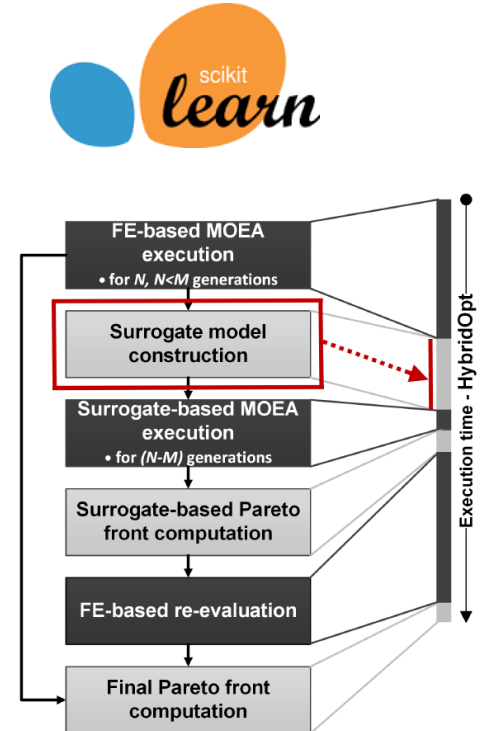 scikit
learn
FE-based MOEA
execution
• for N, N<M generations
Surrogate model
construction
Surrogate-based MOEA
execution
• for (N-M) generations
Surrogate-based Pareto
front computation
FE-based re-evaluation
Final Pareto front
computation
Execution time - HybridOpt